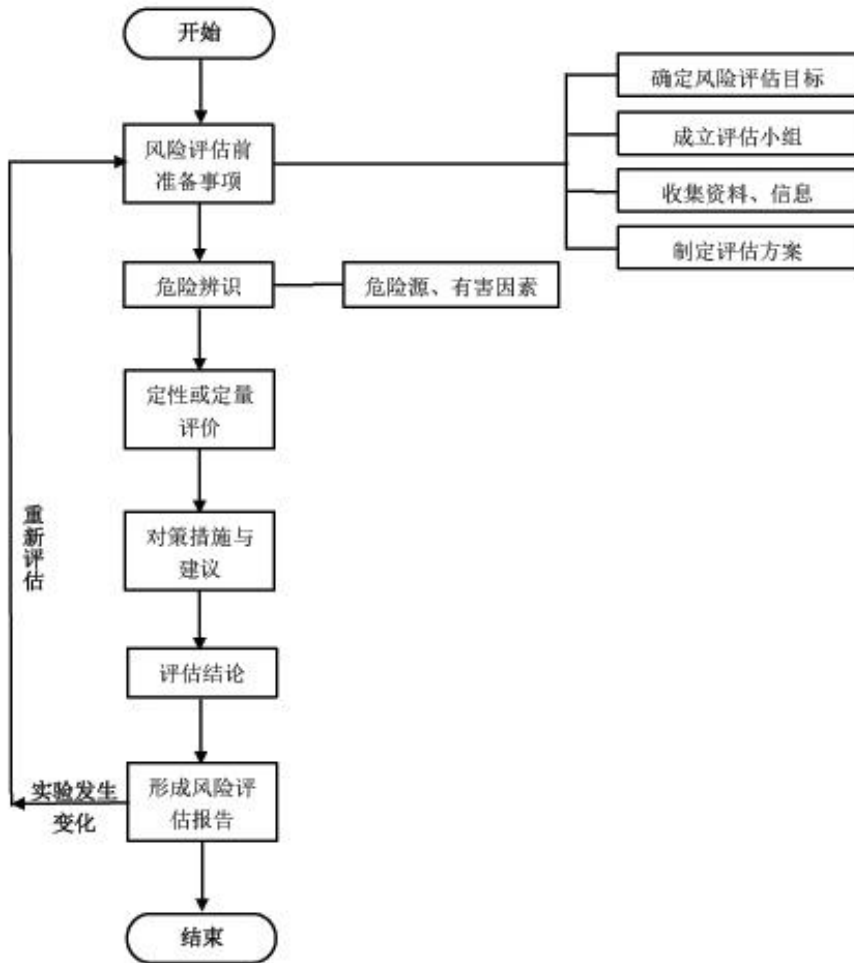 开始
确定风险评估目标
成立评估小组
风险评估前
准备事项
收集资料、信息
制定评估方案
危险辨识
危险源、有害因素
定性或定量
评价
对策措施与
建议
重新评估
评估结论
形成风险评
估报告
实验发生
变化
结束